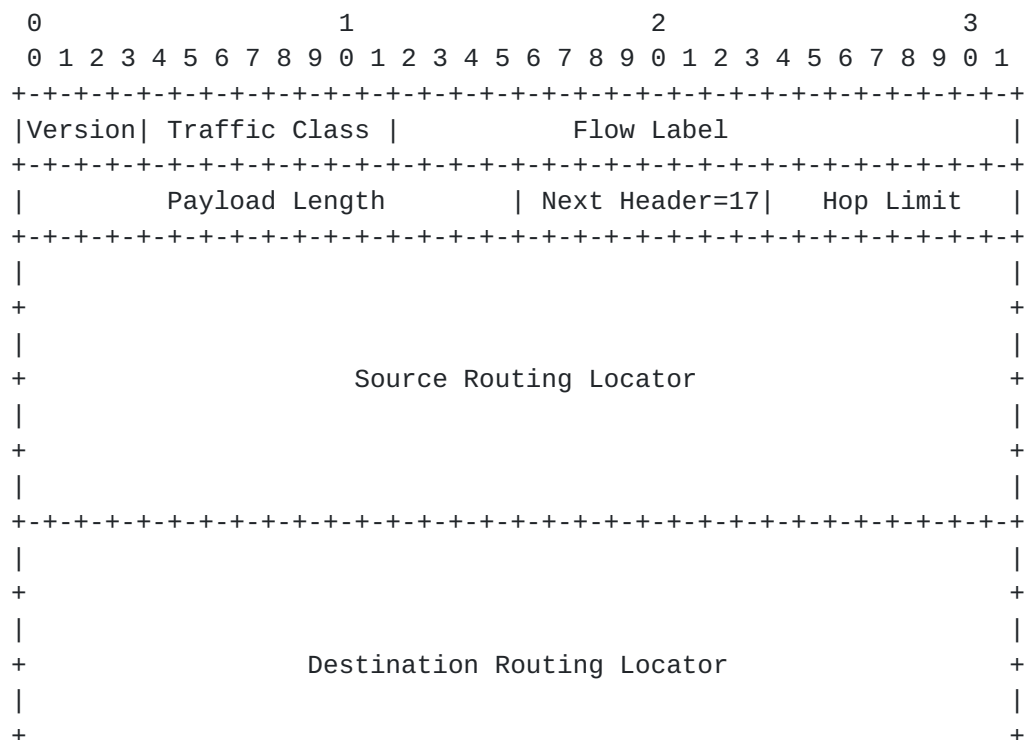 0                   1                   2                   3
 0 1 2 3 4 5 6 7 8 9 0 1 2 3 4 5 6 7 8 9 0 1 2 3 4 5 6 7 8 9 0 1
+-+-+-+-+-+-+-+-+-+-+-+-+-+-+-+-+-+-+-+-+-+-+-+-+-+-+-+-+-+-+-+-+
|Version| Traffic Class |           Flow Label                  |
+-+-+-+-+-+-+-+-+-+-+-+-+-+-+-+-+-+-+-+-+-+-+-+-+-+-+-+-+-+-+-+-+
|         Payload Length        | Next Header=17|   Hop Limit   |
+-+-+-+-+-+-+-+-+-+-+-+-+-+-+-+-+-+-+-+-+-+-+-+-+-+-+-+-+-+-+-+-+
|                                                               |
+                                                               +
|                                                               |
+                     Source Routing Locator                    +
|                                                               |
+                                                               +
|                                                               |
+-+-+-+-+-+-+-+-+-+-+-+-+-+-+-+-+-+-+-+-+-+-+-+-+-+-+-+-+-+-+-+-+
|                                                               |
+                                                               +
|                                                               |
+                  Destination Routing Locator                  +
|                                                               |
+                                                               +